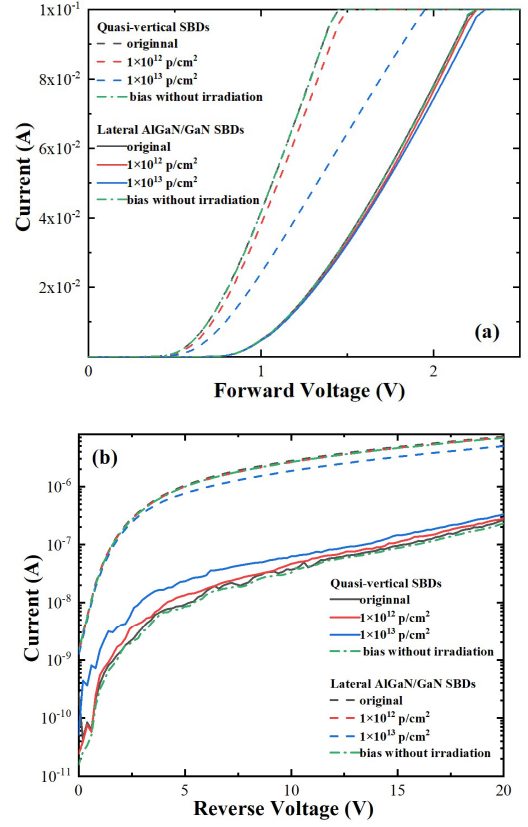 1x10⁻¹
8x10⁻²
6x10⁻²
4x10⁻²
2x10⁻²
Current (A)
Quasi-vertical SBDs
originnal
1×10¹² p/cm²
1×10¹³ p/cm²
bias without irradiation
Lateral AlGaN/GaN SBDs
original
1×10¹² p/cm²
1×10¹³ p/cm²
bias without irradiation
(a)
0 1 2
Forward Voltage (V)
(b)
10⁻⁶
10⁻⁷
10⁻⁸
10⁻⁹
10⁻¹⁰
10⁻¹¹
Current (A)
Quasi-vertical SBDs
originnal
1×10¹² p/cm²
1×10¹³ p/cm²
bias without irradiation
Lateral AlGaN/GaN SBDs
original
1×10¹² p/cm²
1×10¹³ p/cm²
bias without irradiation
0 5 10 15 20
Reverse Voltage (V)